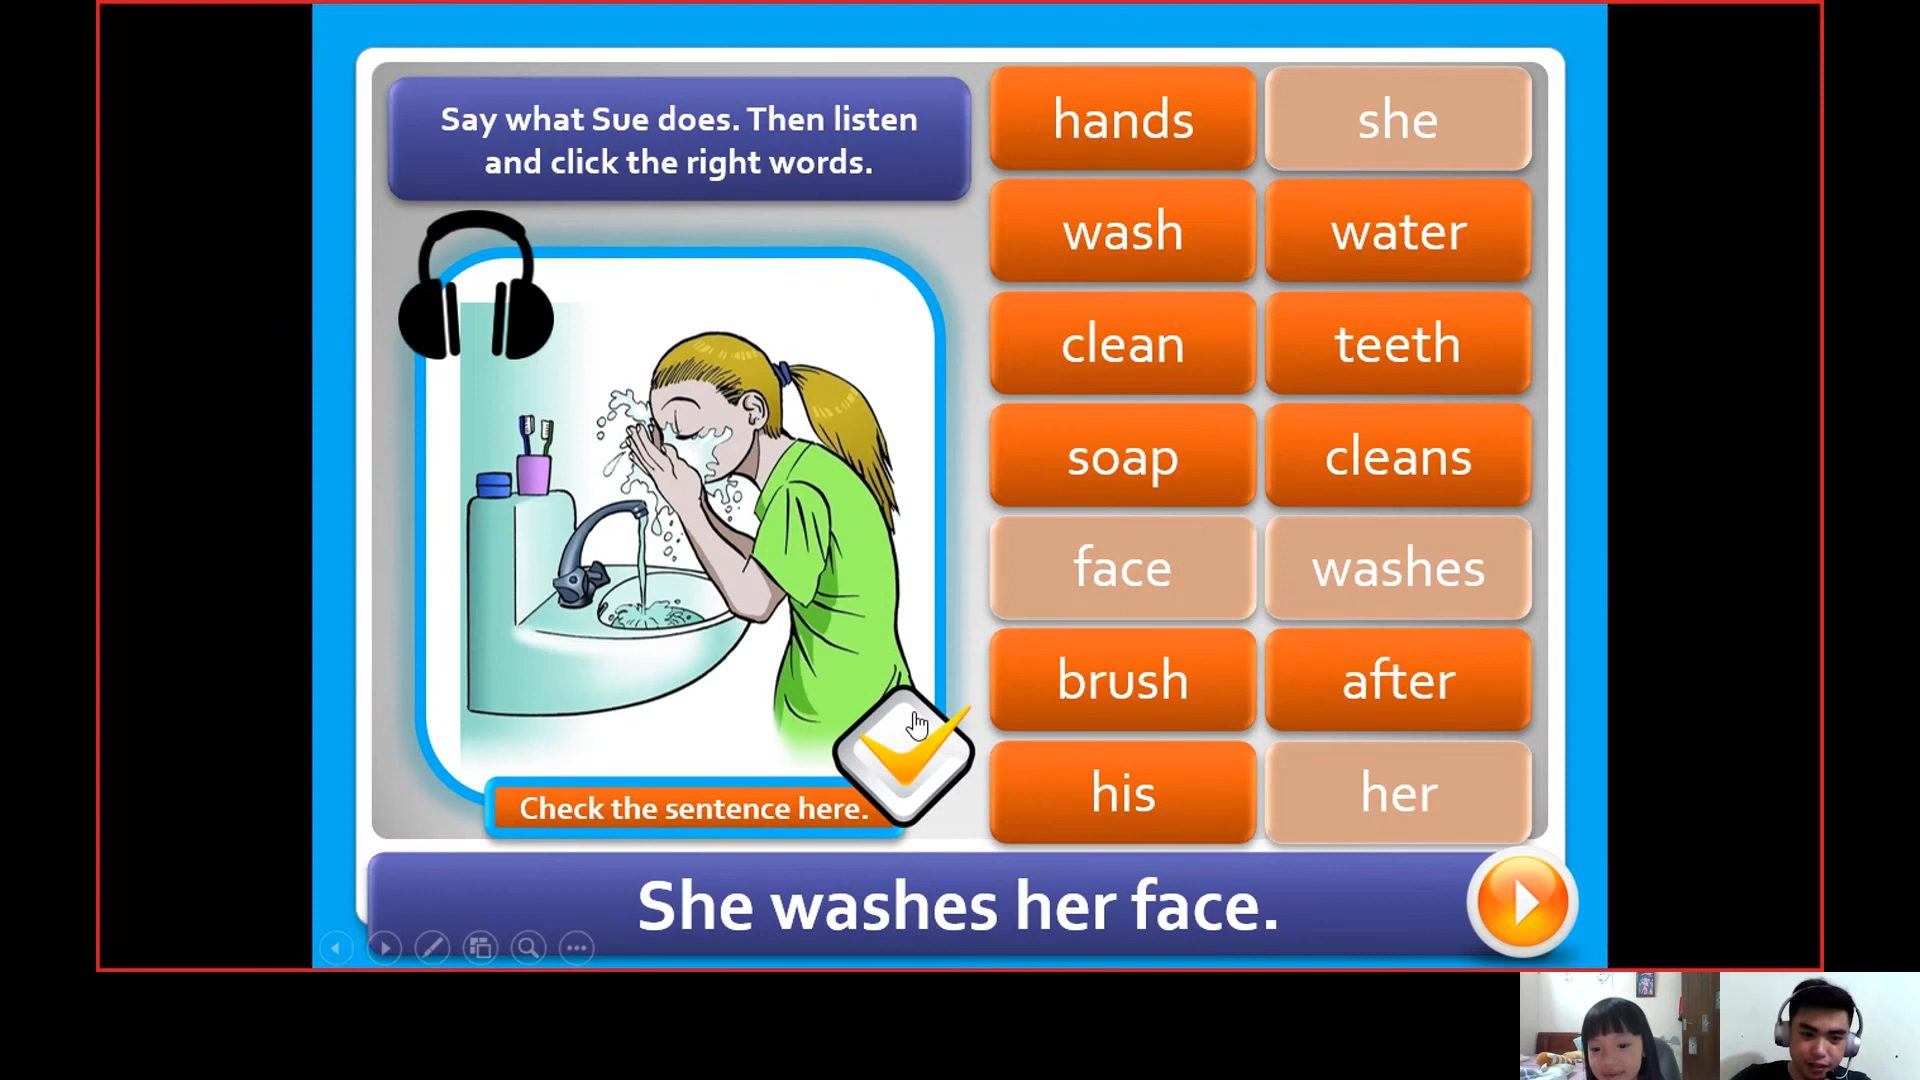 Say what Sue does. Then listen
and click the right words.
hands
she
wash
water
clean
teeth
soap
cleans
face
washes
brush
after
his
her
Check the sentence here.
She washes her face.